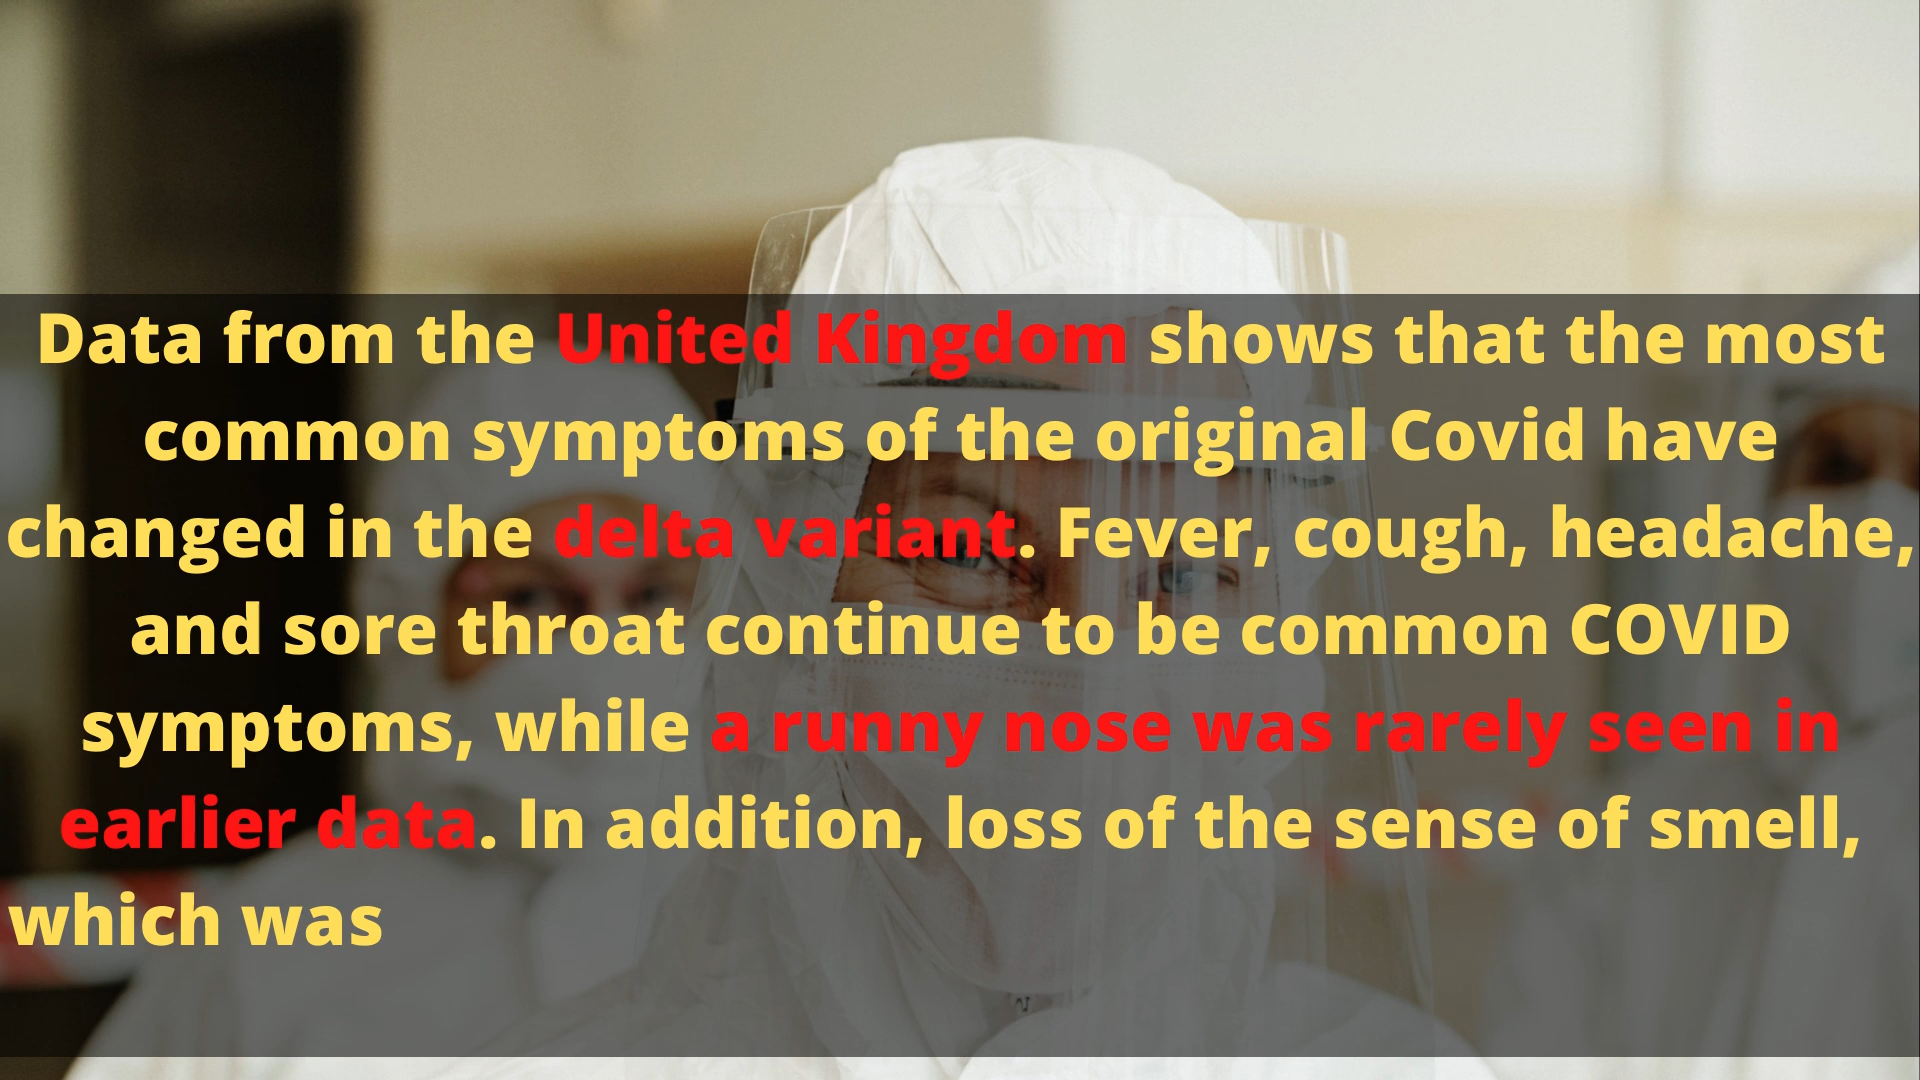 Data from the United Kingdom shows that the most
common symptoms of the original Covid have
changed in the delta variant. Fever, cough, headache,
and sore throat continue to be common COVID
symptoms, while a runny nose was rarely seen in
earlier data. In addition, loss of the sense of smell,
which was